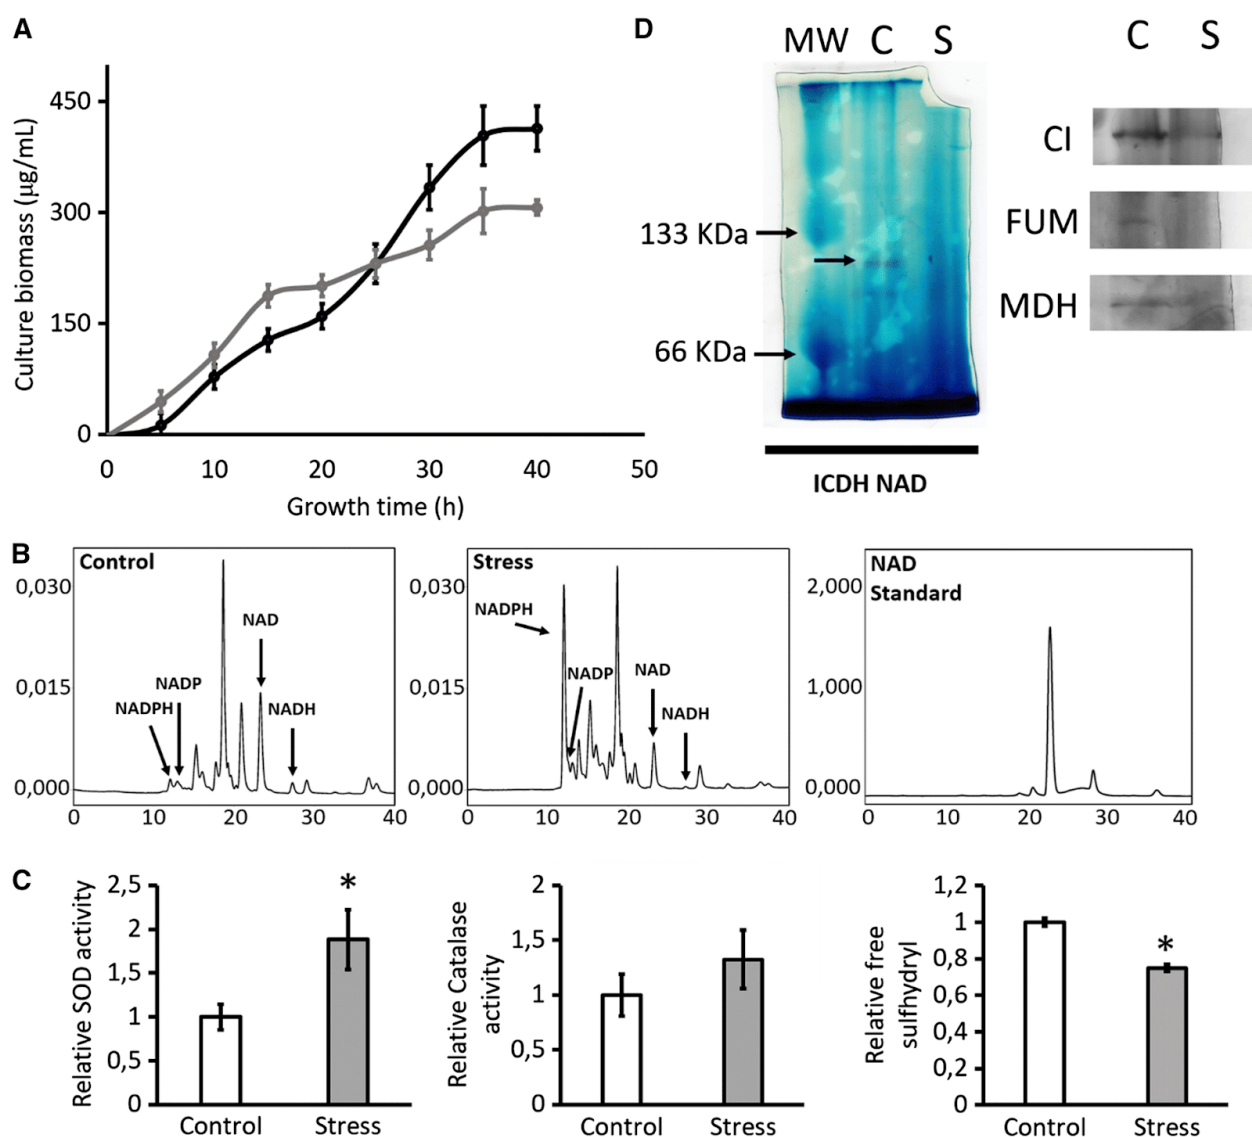 A
Culture biomass (µg/mL)
450
300
150
0
0 10 20 30 40 50
Growth time (h)
D
MW C S
133 KDa
66 KDa
ICDH NAD
C S
CI
FUM
MDH
B
Control
0,030
0,015
0,000
NADPH
NADP
NAD
NADH
0 10 20 30 40
Stress
0,030
0,015
0,000
NADPH
NADP
NAD
NADH
0 10 20 30 40
NAD
Standard
2,000
1,000
0,000
0 10 20 30 40
C
Relative SOD activity
2,5
2
1,5
1
0,5
0
*
Control Stress
Relative Catalase
activity
2
1,5
1
0,5
0
Control Stress
Relative free
sulfhydryl
1,2
1
0,8
0,6
0,4
0,2
0
*
Control Stress